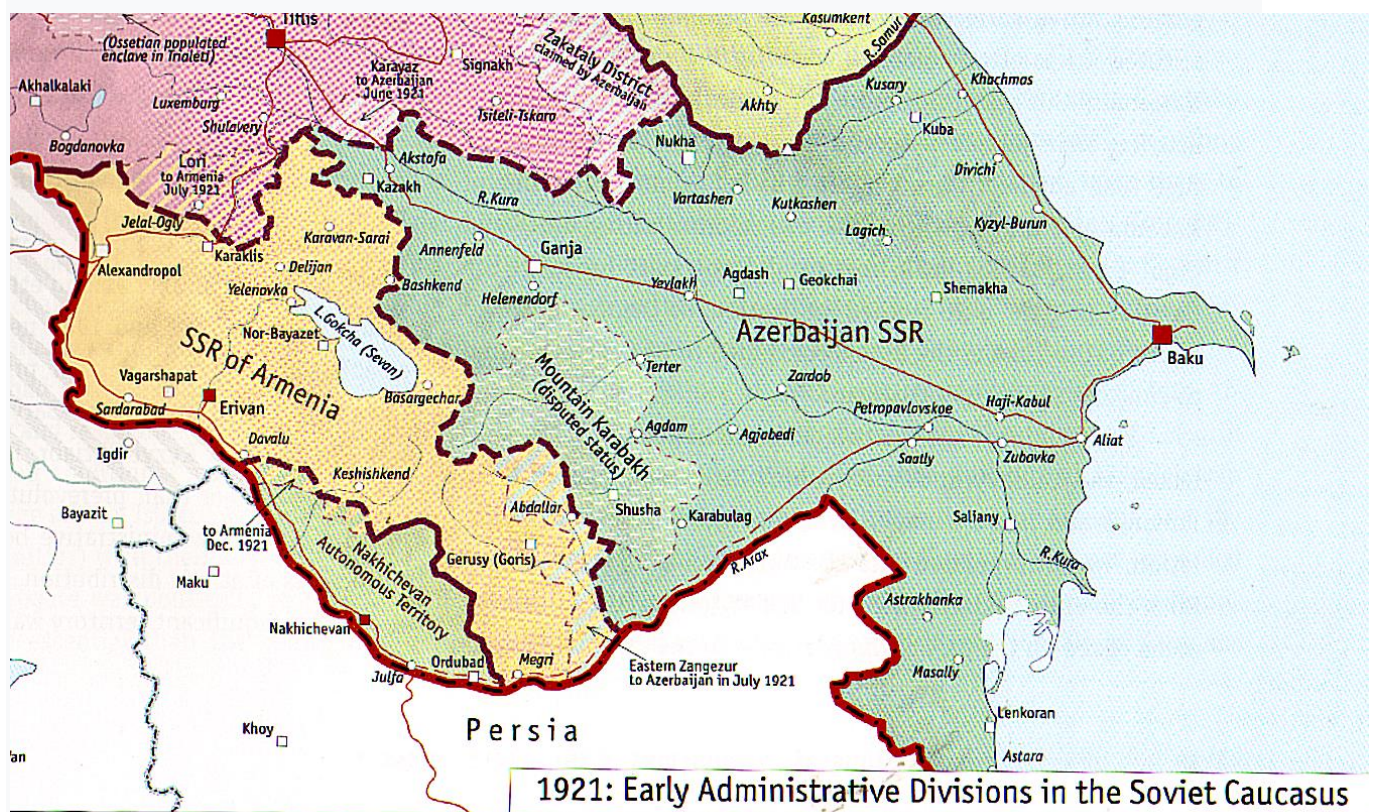 Tiflis
Kasumkent
(Ossetian populated
enclave in Trialeti)
R.Samur
Zakataly District
claimed by Azerbaijan
Karayaz
to Azerbaijan
June 1921
Signakh
Akhalkalaki
Luxemburg
Tsiteli-Tskaro
Akhty
Kusary
Khachmas
Shulavery
Kuba
Bogdanovka
Nukha
Lori
to Armenia
July 1921
Akstafa
Kazakh
Divichi
R.Kura
Vartashen
Kutkashen
Jelal-Ogly
Kyzyl-Burun
Karavan-Sarai
Lagich
Karaklis
Annenfeld
Ganja
Alexandropol
Delijan
Bashkend
Yevlakh
Agdash
Geokchai
Yelenovka
Helenendorf
Shemakha
L.Gokcha (Sevan)
Nor-Bayazet
SSR of Armenia
Azerbaijan SSR
Baku
Mountain Karabakh
(disputed status)
Terter
Vagarshapat
Zardob
Basargechar
Sardarabad
Erivan
Petropavlovskoe
Haji-Kabul
Agdam
Agjabedi
Davalu
Aliat
Igdir
Saatly
Zubovka
Keshishkend
Abdallar
Shusha
Karabulag
Saliany
Bayazit
to Armenia
Dec. 1921
Nakhichevan
Autonomous Territory
Gerusy (Goris)
R.Arax
R.Kura
Maku
Astrakhanka
Nakhichevan
Ordubad
Megri
Eastern Zangezur
to Azerbaijan in July 1921
Julfa
Masally
Khoy
Persia
Lenkoran
Van
Astara
1921: Early Administrative Divisions in the Soviet Caucasus